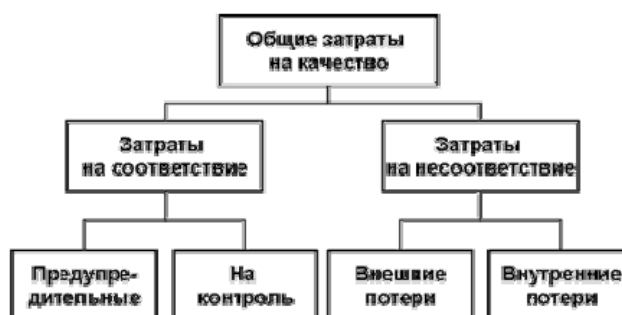 Общие затраты
на качество
Затраты
на соответствие
Затраты
на несоответствие
Предупре-
дительные
На
контроль
Внешние
потери
Внутренние
потери